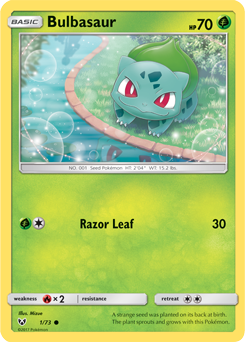 BASIC Bulbasaur HP70
NO. 001 Seed Pokémon HT: 2'04" WT: 15.2 lbs.
Razor Leaf 30
weakness ×2 resistance retreat
Illus. Miwa
1/73
©2017 Pokémon
A strange seed was planted on its back at birth.
The plant sprouts and grows with this Pokémon.